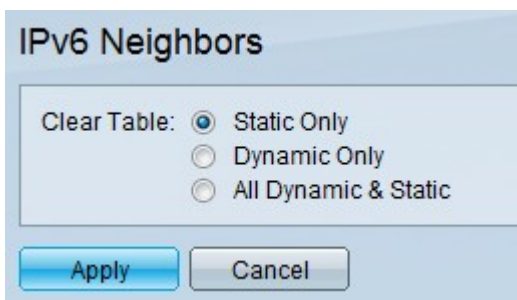 IPv6 Neighbors
Clear Table: Static Only
Dynamic Only
All Dynamic & Static
Apply Cancel